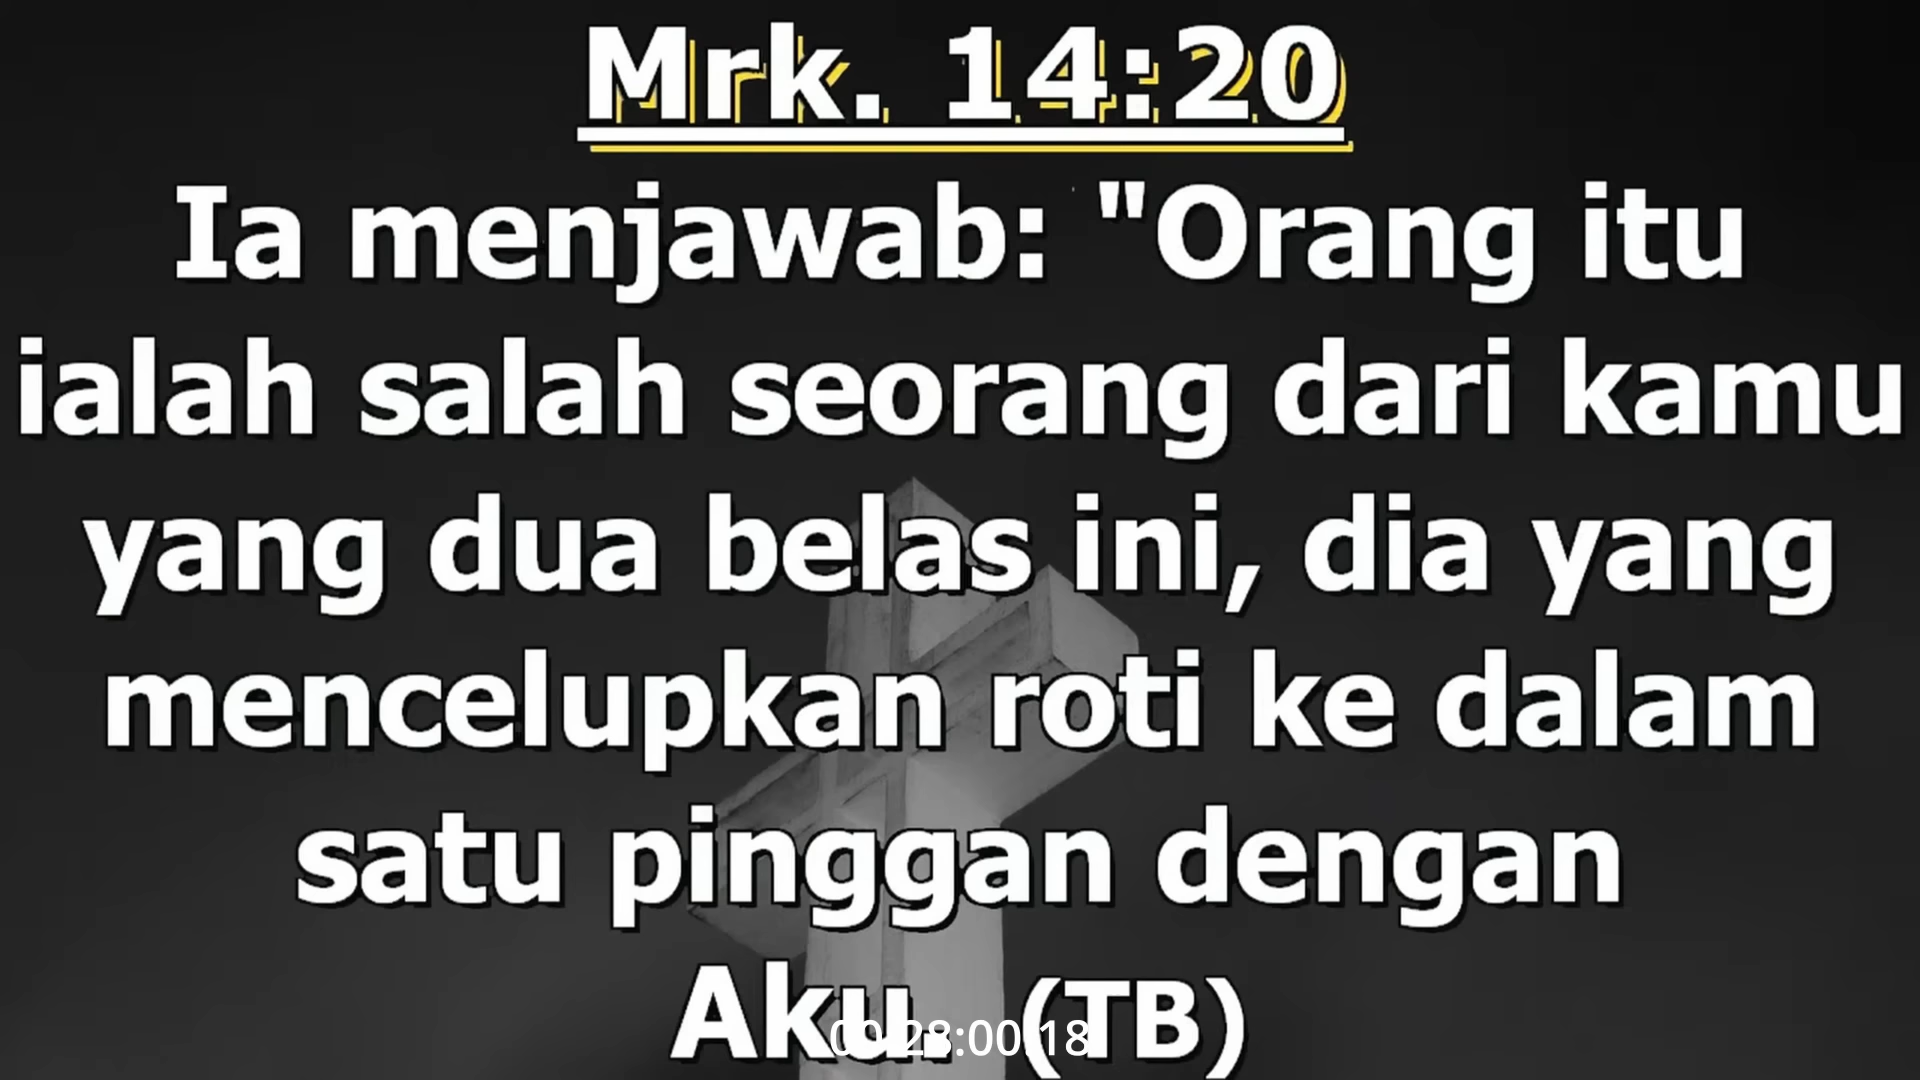 Mrk. 14:20
Ia menjawab: "Orang itu
ialah salah seorang dari kamu
yang dua belas ini, dia yang
mencelupkan roti ke dalam
satu pinggan dengan
Aku. (TB)